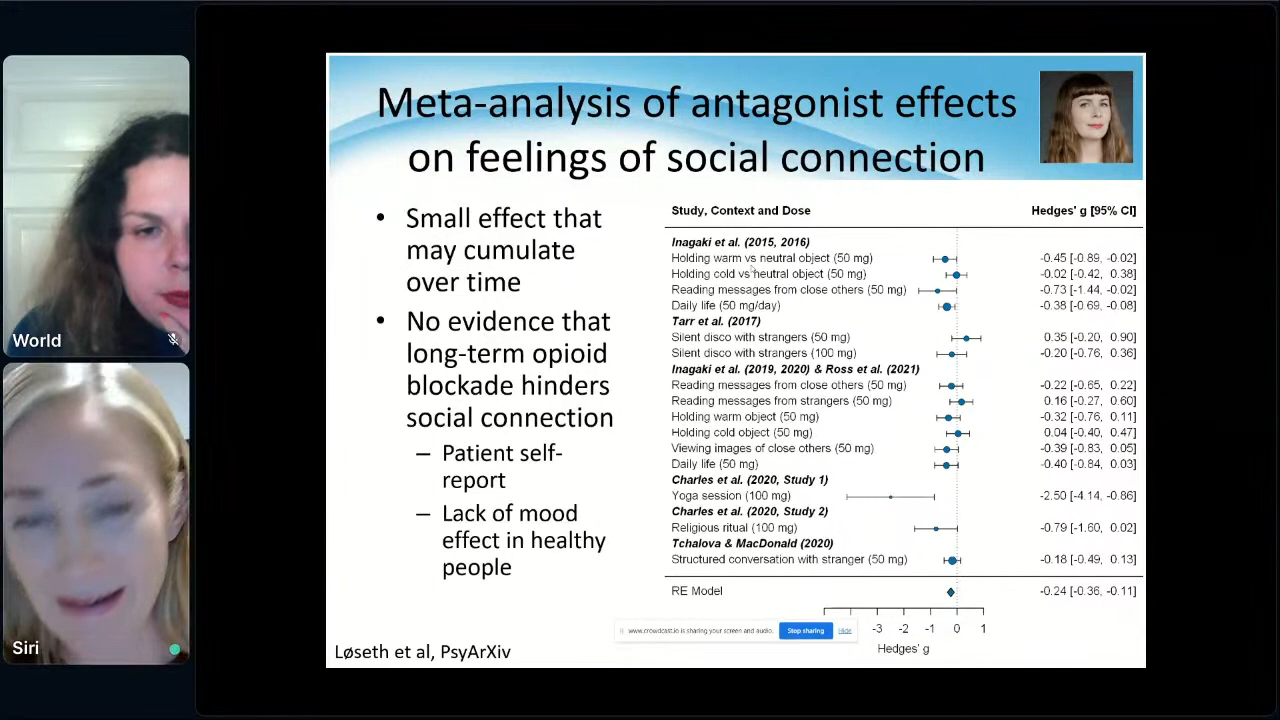 Meta-analysis of antagonist effects
on feelings of social connection
• Small effect that
may cumulate
over time
• No evidence that
long-term opioid
blockade hinders
social connection
– Patient self-
report
– Lack of mood
effect in healthy
people
Study, Context and Dose Hedges' g [95% CI]
Inagaki et al. (2015, 2016)
Holding warm vs neutral object (50 mg) -0.45 [-0.89, -0.02]
Holding cold vs neutral object (50 mg) -0.02 [-0.42, 0.38]
Reading messages from close others (50 mg) -0.73 [-1.44, -0.02]
Daily life (50 mg/day) -0.38 [-0.69, -0.08]
Tarr et al. (2017)
Silent disco with strangers (50 mg) 0.35 [-0.20, 0.90]
Silent disco with strangers (100 mg) -0.20 [-0.76, 0.36]
Inagaki et al. (2019, 2020) & Ross et al. (2021)
Reading messages from close others (50 mg) -0.22 [-0.65, 0.22]
Reading messages from strangers (50 mg) 0.16 [-0.27, 0.60]
Holding warm object (50 mg) -0.32 [-0.76, 0.11]
Holding cold object (50 mg) 0.04 [-0.40, 0.47]
Viewing images of close others (50 mg) -0.39 [-0.83, 0.05]
Daily life (50 mg) -0.40 [-0.84, 0.03]
Charles et al. (2020, Study 1)
Yoga session (100 mg) -2.50 [-4.14, -0.86]
Charles et al. (2020, Study 2)
Religious ritual (100 mg) -0.79 [-1.60, 0.02]
Tchalova & MacDonald (2020)
Structured conversation with stranger (50 mg) -0.18 [-0.49, 0.13]
RE Model -0.24 [-0.36, -0.11]
-3 -2 -1 0 1
Hedges' g
www.crowdcast.io is sharing your screen and audio. Stop sharing Hide
Løseth et al, PsyArXiv
World
Siri